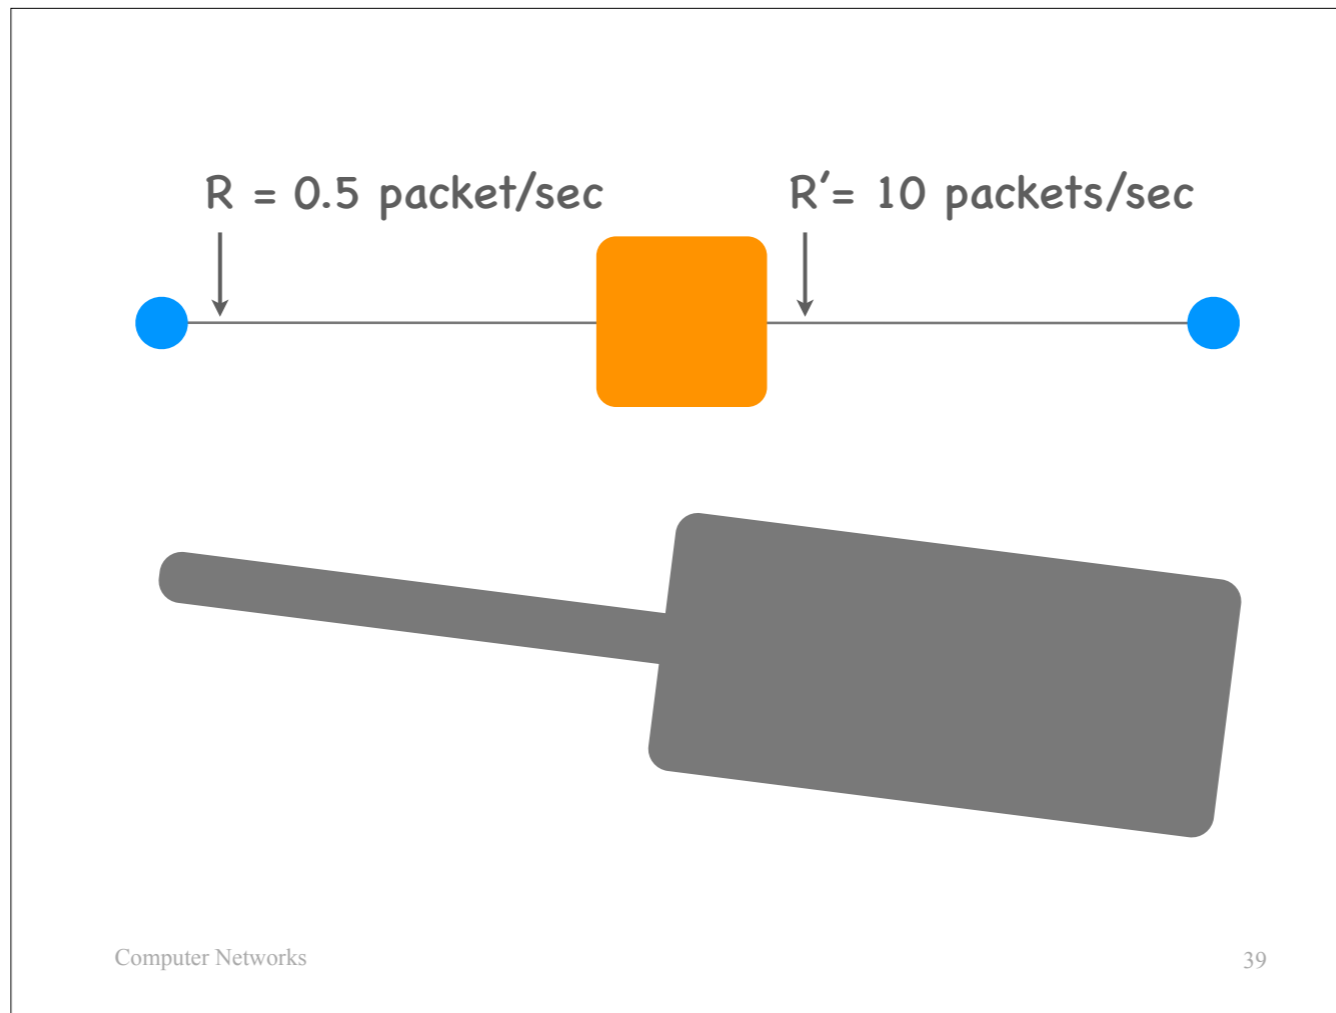 R = 0.5 packet/sec
R′= 10 packets/sec
Computer Networks
39